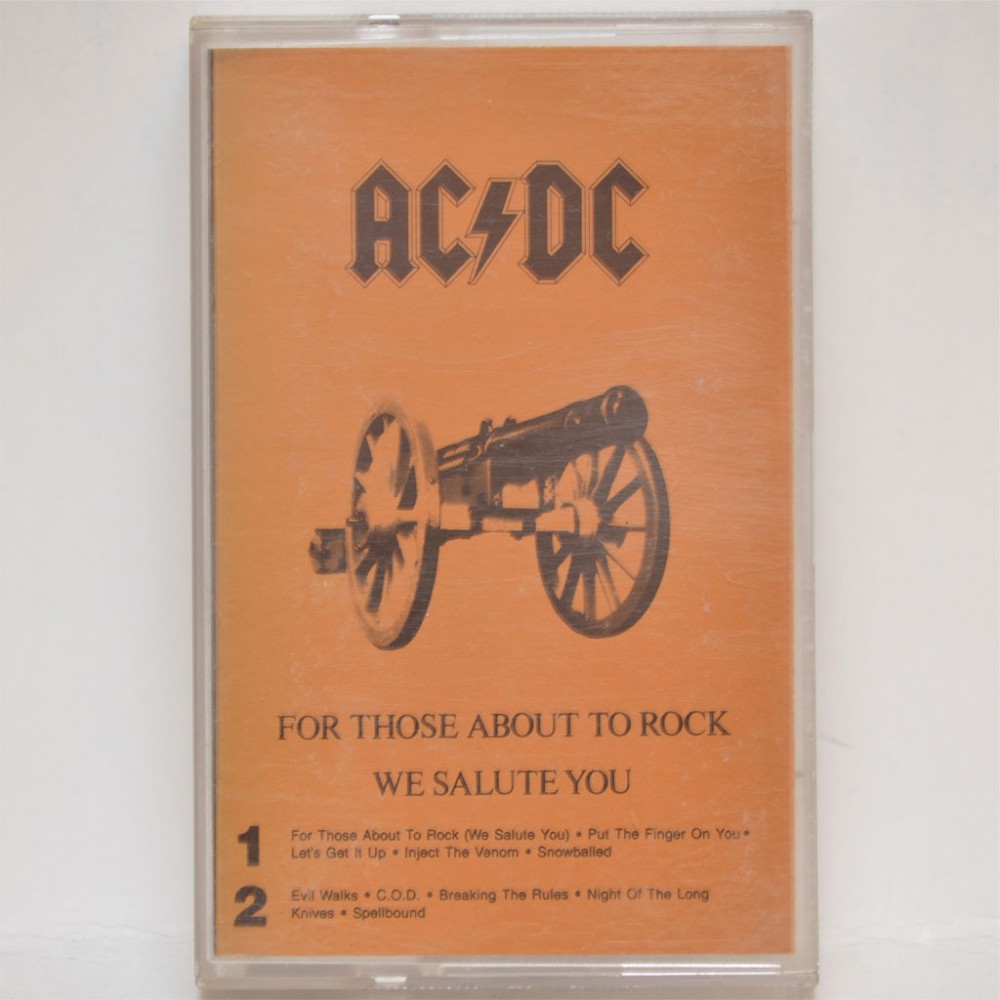 AC⚡DC
FOR THOSE ABOUT TO ROCK
WE SALUTE YOU
1
For Those About To Rock (We Salute You) • Put The Finger On You •
Let's Get It Up • Inject The Venom • Snowballed
2
Evil Walks • C.O.D. • Breaking The Rules • Night Of The Long
Knives • Spellbound